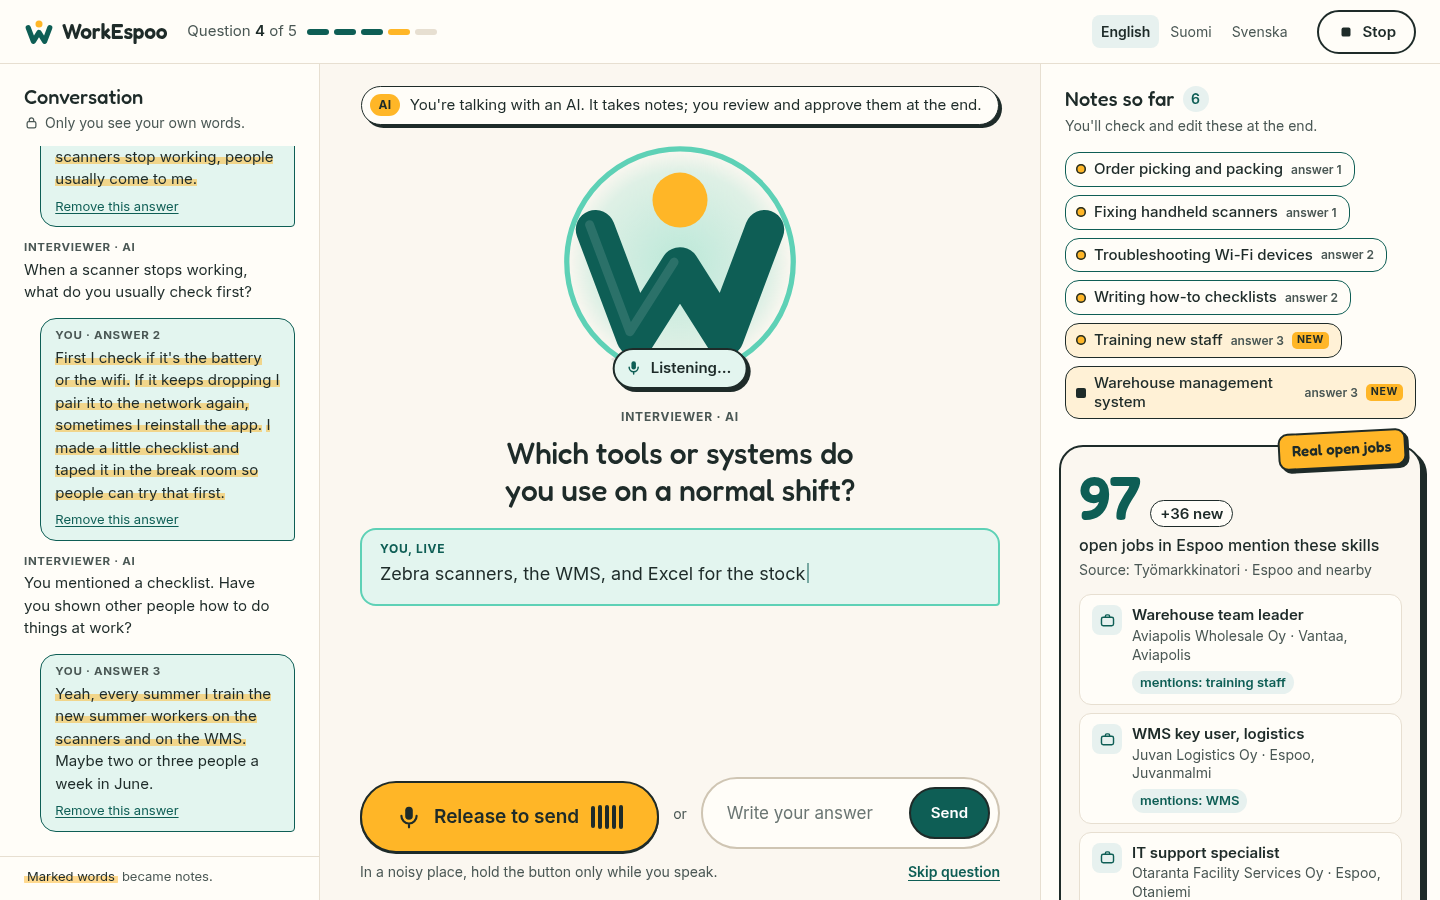 WorkEspoo
Question 4 of 5
English
Suomi
Svenska
Stop
Conversation
Only you see your own words.
scanners stop working, people
usually come to me.
Remove this answer
INTERVIEWER · AI
When a scanner stops working,
what do you usually check first?
YOU · ANSWER 2
First I check if it's the battery
or the wifi. If it keeps dropping I
pair it to the network again,
sometimes I reinstall the app. I
made a little checklist and
taped it in the break room so
people can try that first.
Remove this answer
INTERVIEWER · AI
You mentioned a checklist. Have
you shown other people how to do
things at work?
YOU · ANSWER 3
Yeah, every summer I train the
new summer workers on the
scanners and on the WMS.
Maybe two or three people a
week in June.
Remove this answer
Marked words became notes.
AI You're talking with an AI. It takes notes; you review and approve them at the end.
Listening...
INTERVIEWER · AI
Which tools or systems do
you use on a normal shift?
YOU, LIVE
Zebra scanners, the WMS, and Excel for the stock
Release to send
or
Write your answer
Send
In a noisy place, hold the button only while you speak.
Skip question
Notes so far 6
You'll check and edit these at the end.
Order picking and packing answer 1
Fixing handheld scanners answer 1
Troubleshooting Wi-Fi devices answer 2
Writing how-to checklists answer 2
Training new staff answer 3 NEW
Warehouse management
system answer 3 NEW
Real open jobs
97 +36 new
open jobs in Espoo mention these skills
Source: Työmarkkinatori · Espoo and nearby
Warehouse team leader
Aviapolis Wholesale Oy · Vantaa,
Aviapolis
mentions: training staff
WMS key user, logistics
Juvan Logistics Oy · Espoo,
Juvanmalmi
mentions: WMS
IT support specialist
Otaranta Facility Services Oy · Espoo,
Otaniemi